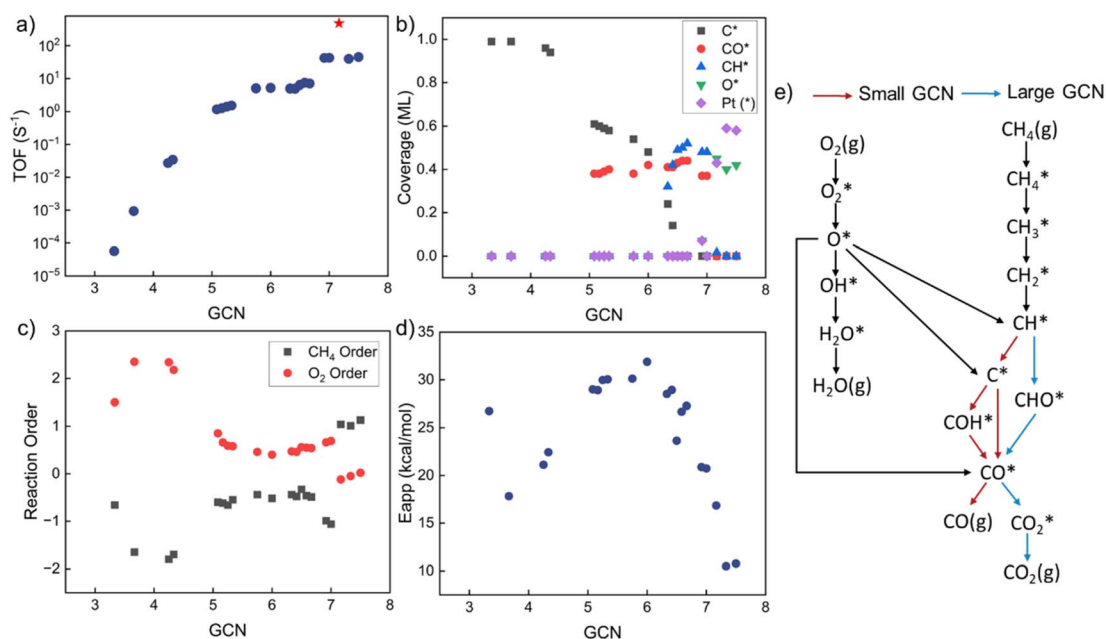 a)
TOF (S⁻¹)
10²
10¹
10⁰
10⁻¹
10⁻²
10⁻³
10⁻⁴
10⁻⁵
3 4 5 6 7 8
GCN
b)
Coverage (ML)
1.0
0.8
0.6
0.4
0.2
0.0
C*
CO*
CH*
O*
Pt (*)
3 4 5 6 7 8
GCN
c)
Reaction Order
3
2
1
0
−1
−2
CH₄ Order
O₂ Order
3 4 5 6 7 8
GCN
d)
Eapp (kcal/mol)
35
30
25
20
15
10
3 4 5 6 7 8
GCN
e)
Small GCN Large GCN
O₂(g)
O₂*
O*
OH*
H₂O*
H₂O(g)
CH₄(g)
CH₄*
CH₃*
CH₂*
CH*
C*
CHO*
COH*
CO*
CO(g)
CO₂*
CO₂(g)